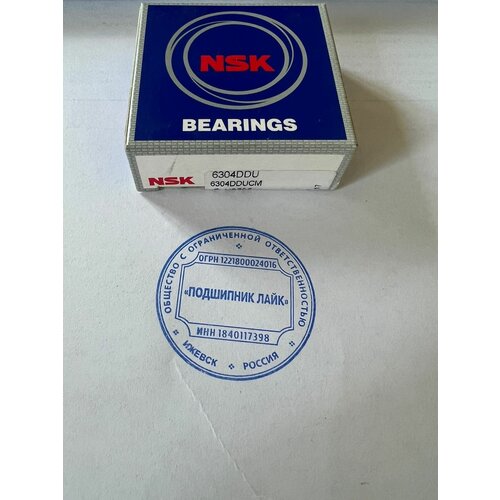 NSK
BEARINGS
NSK
6304DDU
6304DDUCM
ОБЩЕСТВО С ОГРАНИЧЕННОЙ ОТВЕТСТВЕННОСТЬЮ
ОГРН 1221800024016
«ПОДШИПНИК ЛАЙК»
ИНН 1840117398
ИЖЕВСК * РОССИЯ *